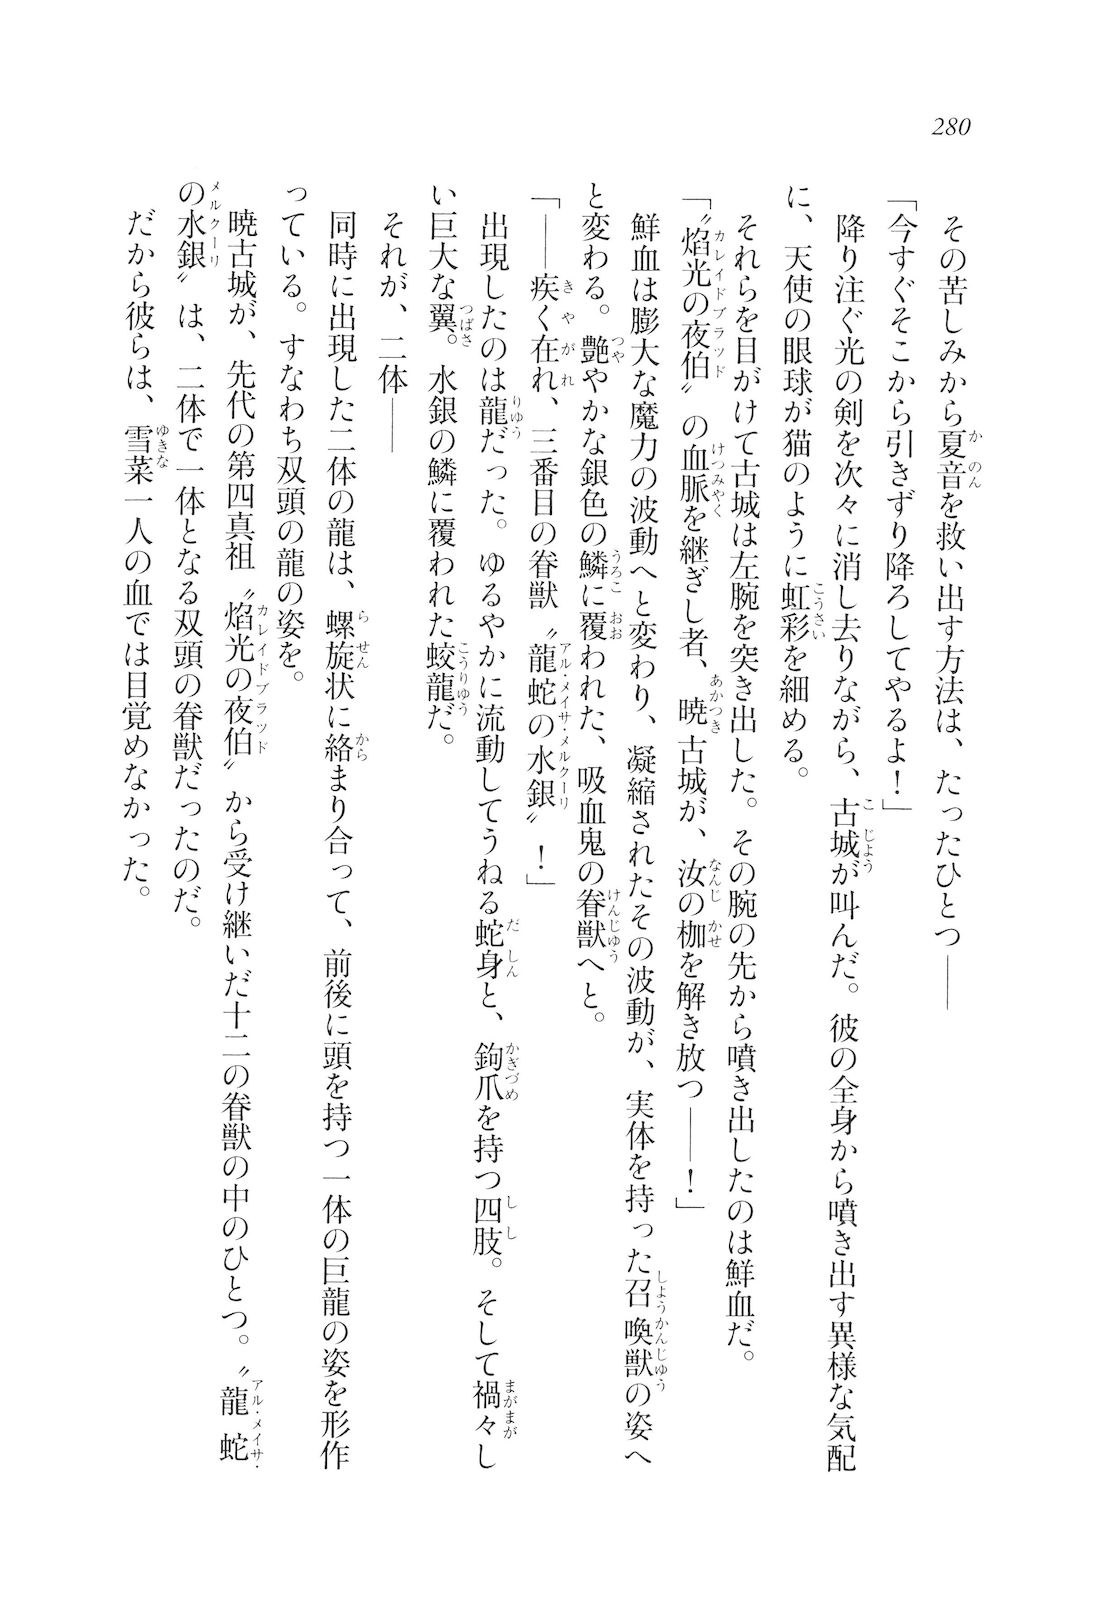 280
その苦しみから夏音を救い出す方法は、たったひとつ――
「今すぐそこから引きずり降ろしてやるよ！」
降り注ぐ光の剣を次々に消し去りながら、古城が叫んだ。彼の全身から噴き出す異様な気配
に、天使の眼球が猫のように虹彩を細める。
それらを目がけて古城は左腕を突き出した。その腕の先から噴き出したのは鮮血だ。
「〝焔光の夜伯〟の血脈を継ぎし者、暁古城が、汝の枷を解き放つ――！」
鮮血は膨大な魔力の波動へと変わり、凝縮されたその波動が、実体を持った召喚獣の姿へ
と変わる。艶やかな銀色の鱗に覆われた、吸血鬼の眷獣へと。
「――疾く在れ、三番目の眷獣〝龍蛇の水銀〟！」
出現したのは龍だった。ゆるやかに流動してうねる蛇身と、鉤爪を持つ四肢。そして禍々し
い巨大な翼。水銀の鱗に覆われた蛟龍だ。
それが、二体――
同時に出現した二体の龍は、螺旋状に絡まり合って、前後に頭を持つ一体の巨龍の姿を形作
っている。すなわち双頭の龍の姿を。
暁古城が、先代の第四真祖〝焔光の夜伯〟から受け継いだ十二の眷獣の中のひとつ。〝龍蛇
の水銀〟は、二体で一体となる双頭の眷獣だったのだ。
だから彼らは、雪菜一人の血では目覚めなかった。